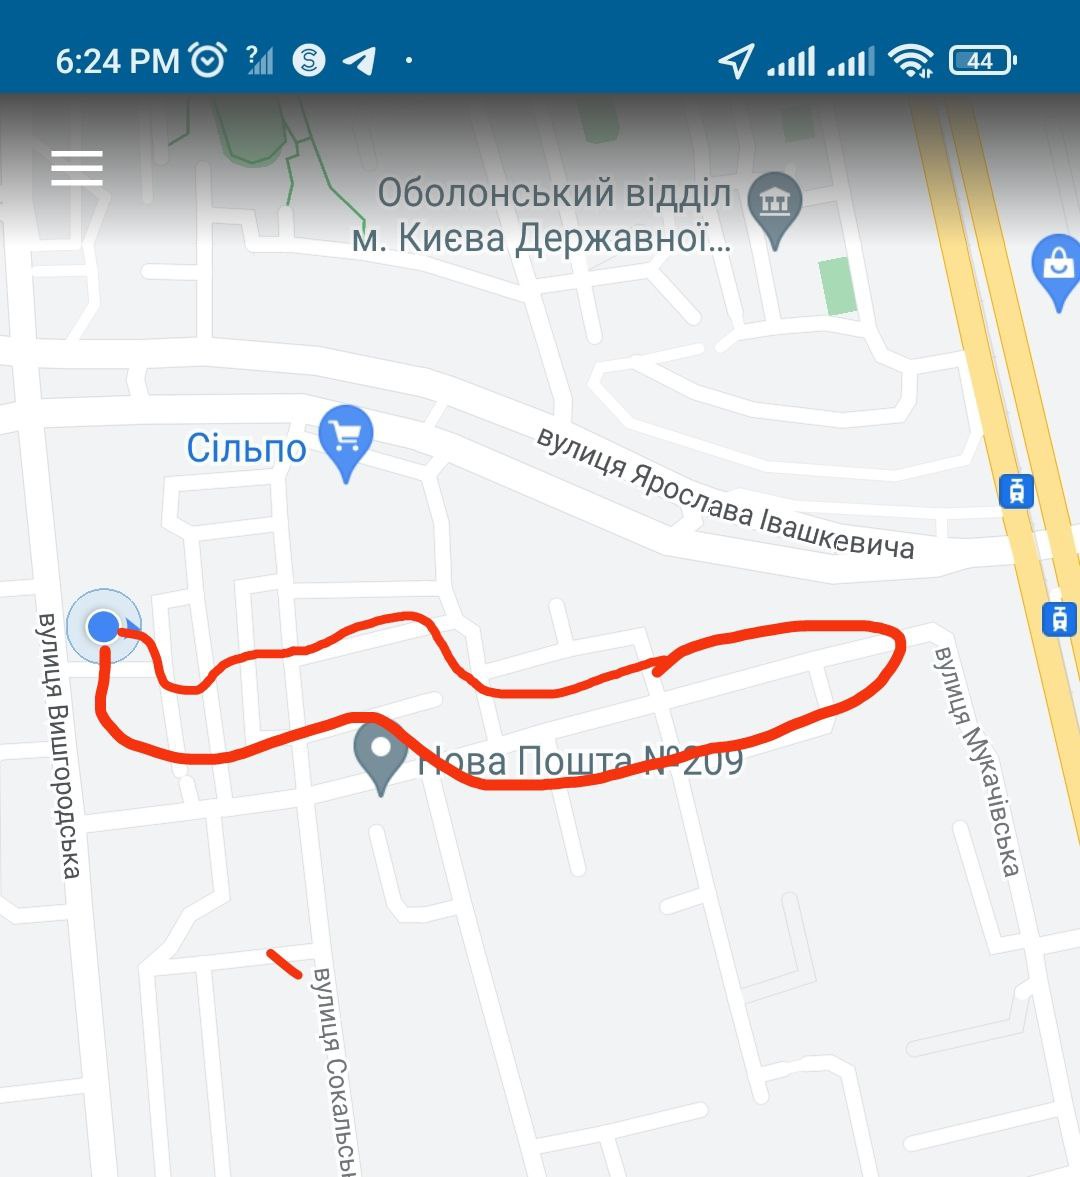 6:24 PM
44
Оболонський відділ
м. Києва Державної...
Сільпо
вулиця Ярослава Івашкевича
вулиця Вишгородська
вулиця Мукачівська
Нова Пошта №209
вулиця Сокальськ